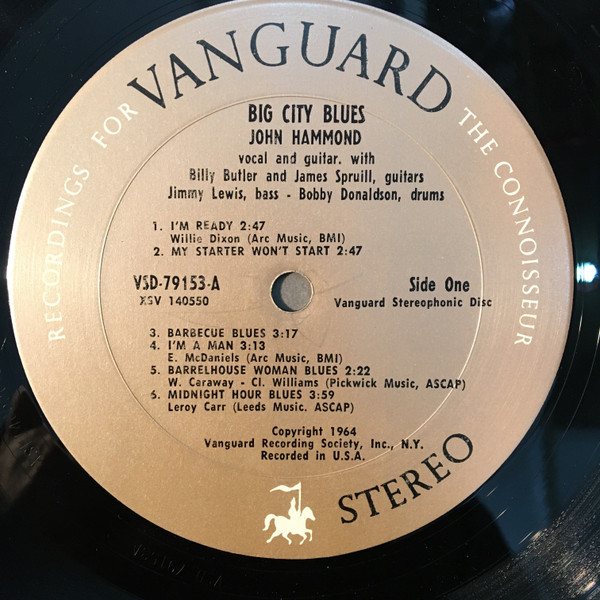 RECORDINGS FOR VANGUARD THE CONNOISSEUR
BIG CITY BLUES
JOHN HAMMOND
vocal and guitar. with
Billy Butler and James Spruill, guitars
Jimmy Lewis, bass - Bobby Donaldson, drums
1. I'M READY 2:47
Willie Dixon (Arc Music, BMI)
2. MY STARTER WON'T START 2:47
VSD-79153-A
XSV 140550
Side One
Vanguard Stereophonic Disc
3. BARBECUE BLUES 3:17
4. I'M A MAN 3:13
E. McDaniels (Arc Music, BMI)
5. BARRELHOUSE WOMAN BLUES 2:22
W. Caraway - Cl. Williams (Pickwick Music, ASCAP)
6. MIDNIGHT HOUR BLUES 3:59
Leroy Carr (Leeds Music. ASCAP)
Copyright 1964
Vanguard Recording Society, Inc., N.Y.
Recorded in U.S.A.
STEREO